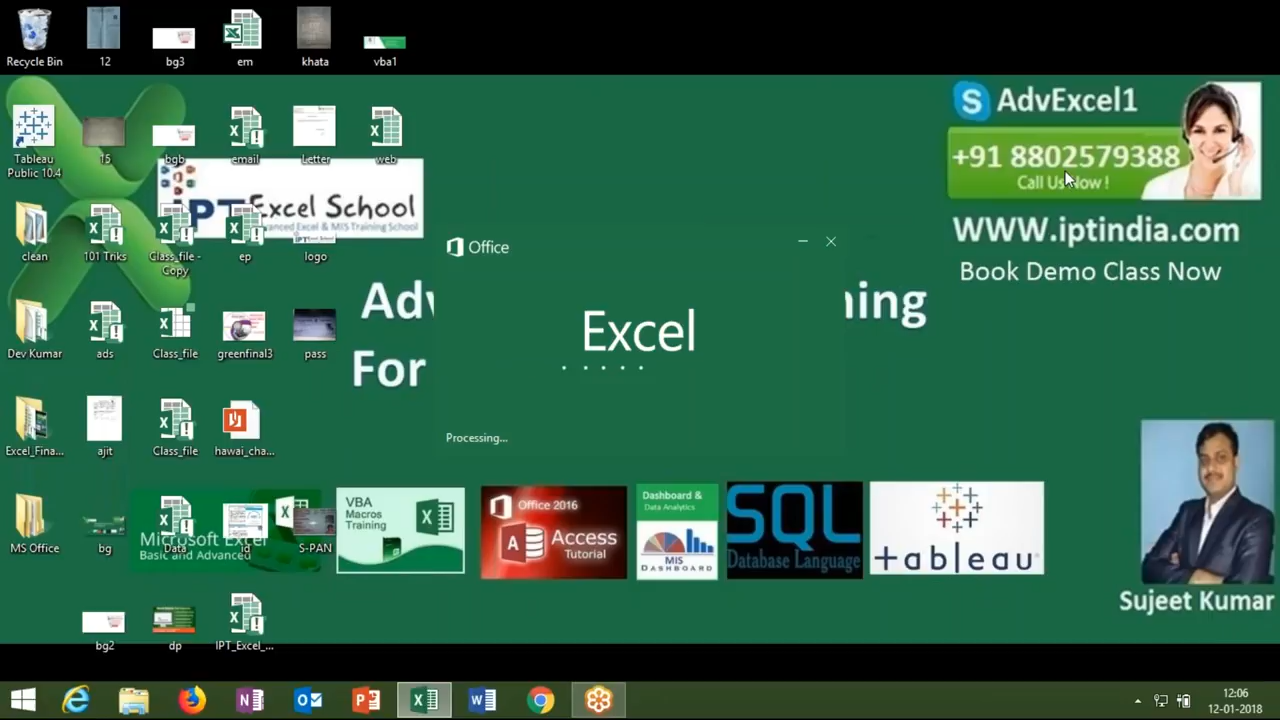 Recycle Bin
12
bg3
em
khata
vba1
Tableau
Public 10.4
15
bgb
email
Letter
web
AdvExcel1
+91 8802579388
Call Us Now !
WWW.iptindia.com
Book Demo Class Now
Excel School
Advanced Excel & MIS Training School
clean
101 Triks
Class_file -
Copy
ep
logo
Office
Excel
Processing...
Adv
ning
For
Dev Kumar
ads
Class_file
greenfinal3
pass
Excel_Fina...
ajit
Class_file
hawai_cha...
MS Office
bg
Data
id
S-PAN
Microsoft Excel
Basic and Advanced
VBA
Macros
Training
Office 2016
Access
Tutorial
Dashboard &
Data Analytics
MIS
DASHBOARD
SQL
Database Language
+ableau
Sujeet Kumar
bg2
dp
IPT_Excel_...
12:06
12-01-2018